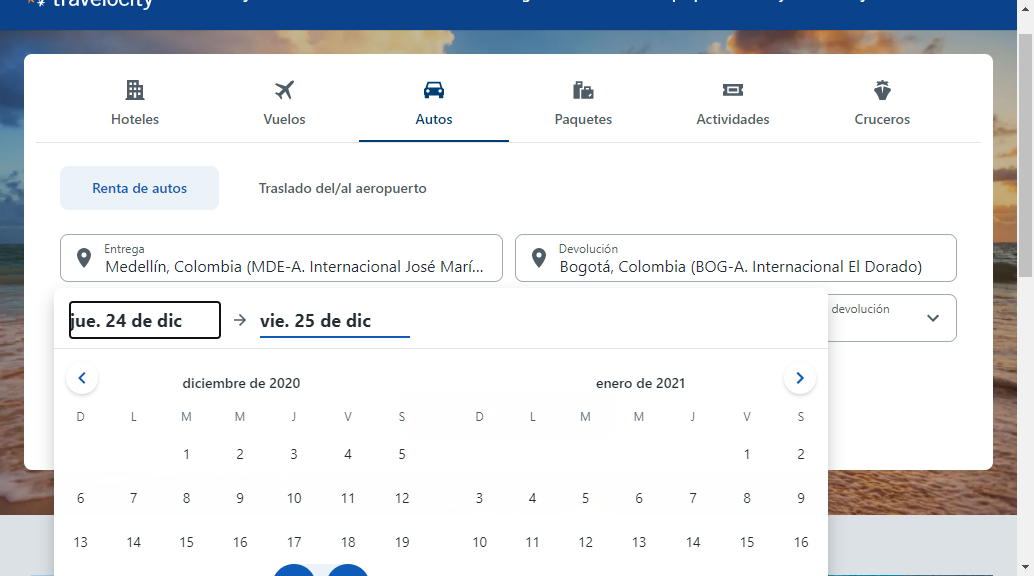 travelocity
Hoteles Vuelos Autos Paquetes Actividades Cruceros
Renta de autos Traslado del/al aeropuerto
Entrega Devolución
Medellín, Colombia (MDE-A. Internacional José Marí... Bogotá, Colombia (BOG-A. Internacional El Dorado)
jue. 24 de dic → vie. 25 de dic devolución
diciembre de 2020 enero de 2021
D L M M J V S D L M M J V S
1 2 3 4 5 1 2
6 7 8 9 10 11 12 3 4 5 6 7 8 9
13 14 15 16 17 18 19 10 11 12 13 14 15 16